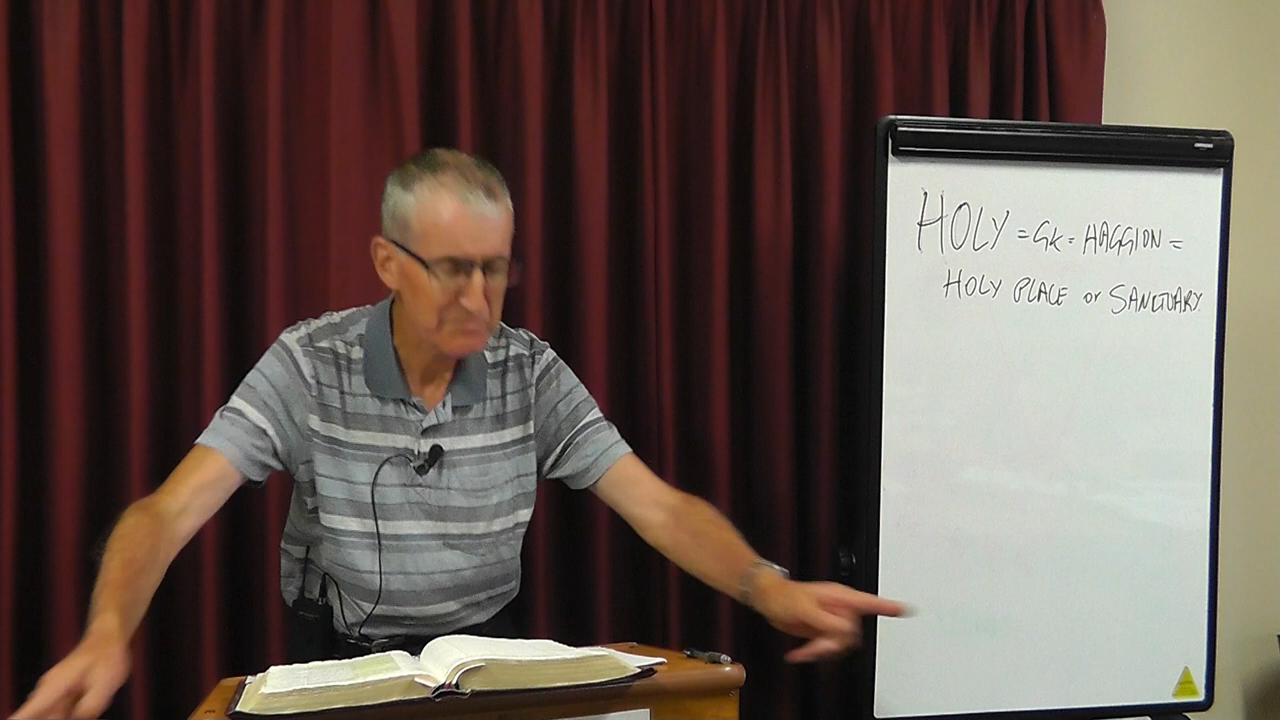 HOLY = GK = HAGGION =
HOLY PLACE or SANCTUARY